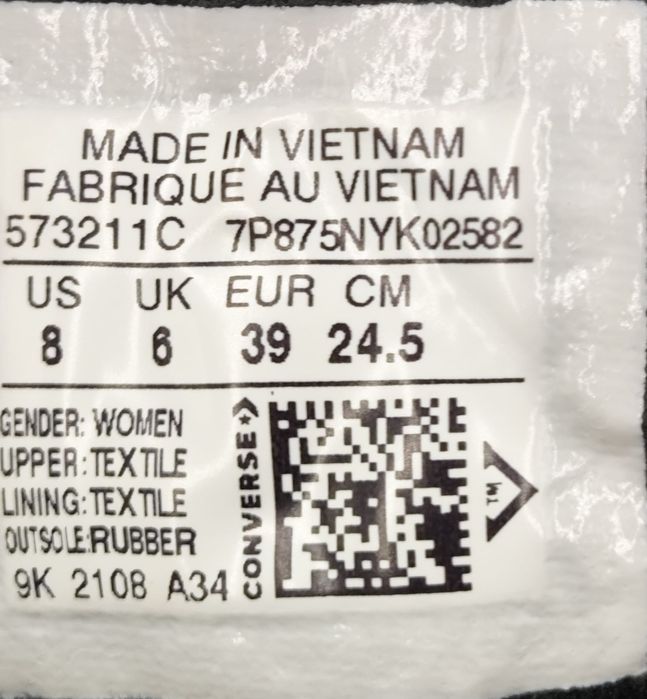 MADE IN VIETNAM
FABRIQUE AU VIETNAM
573211C 7P875NYK02582
US UK EUR CM
8 6 39 24.5
GENDER: WOMEN
UPPER: TEXTILE
LINING: TEXTILE
OUTSOLE:RUBBER
9K 2108 A34
CONVERSE
TM